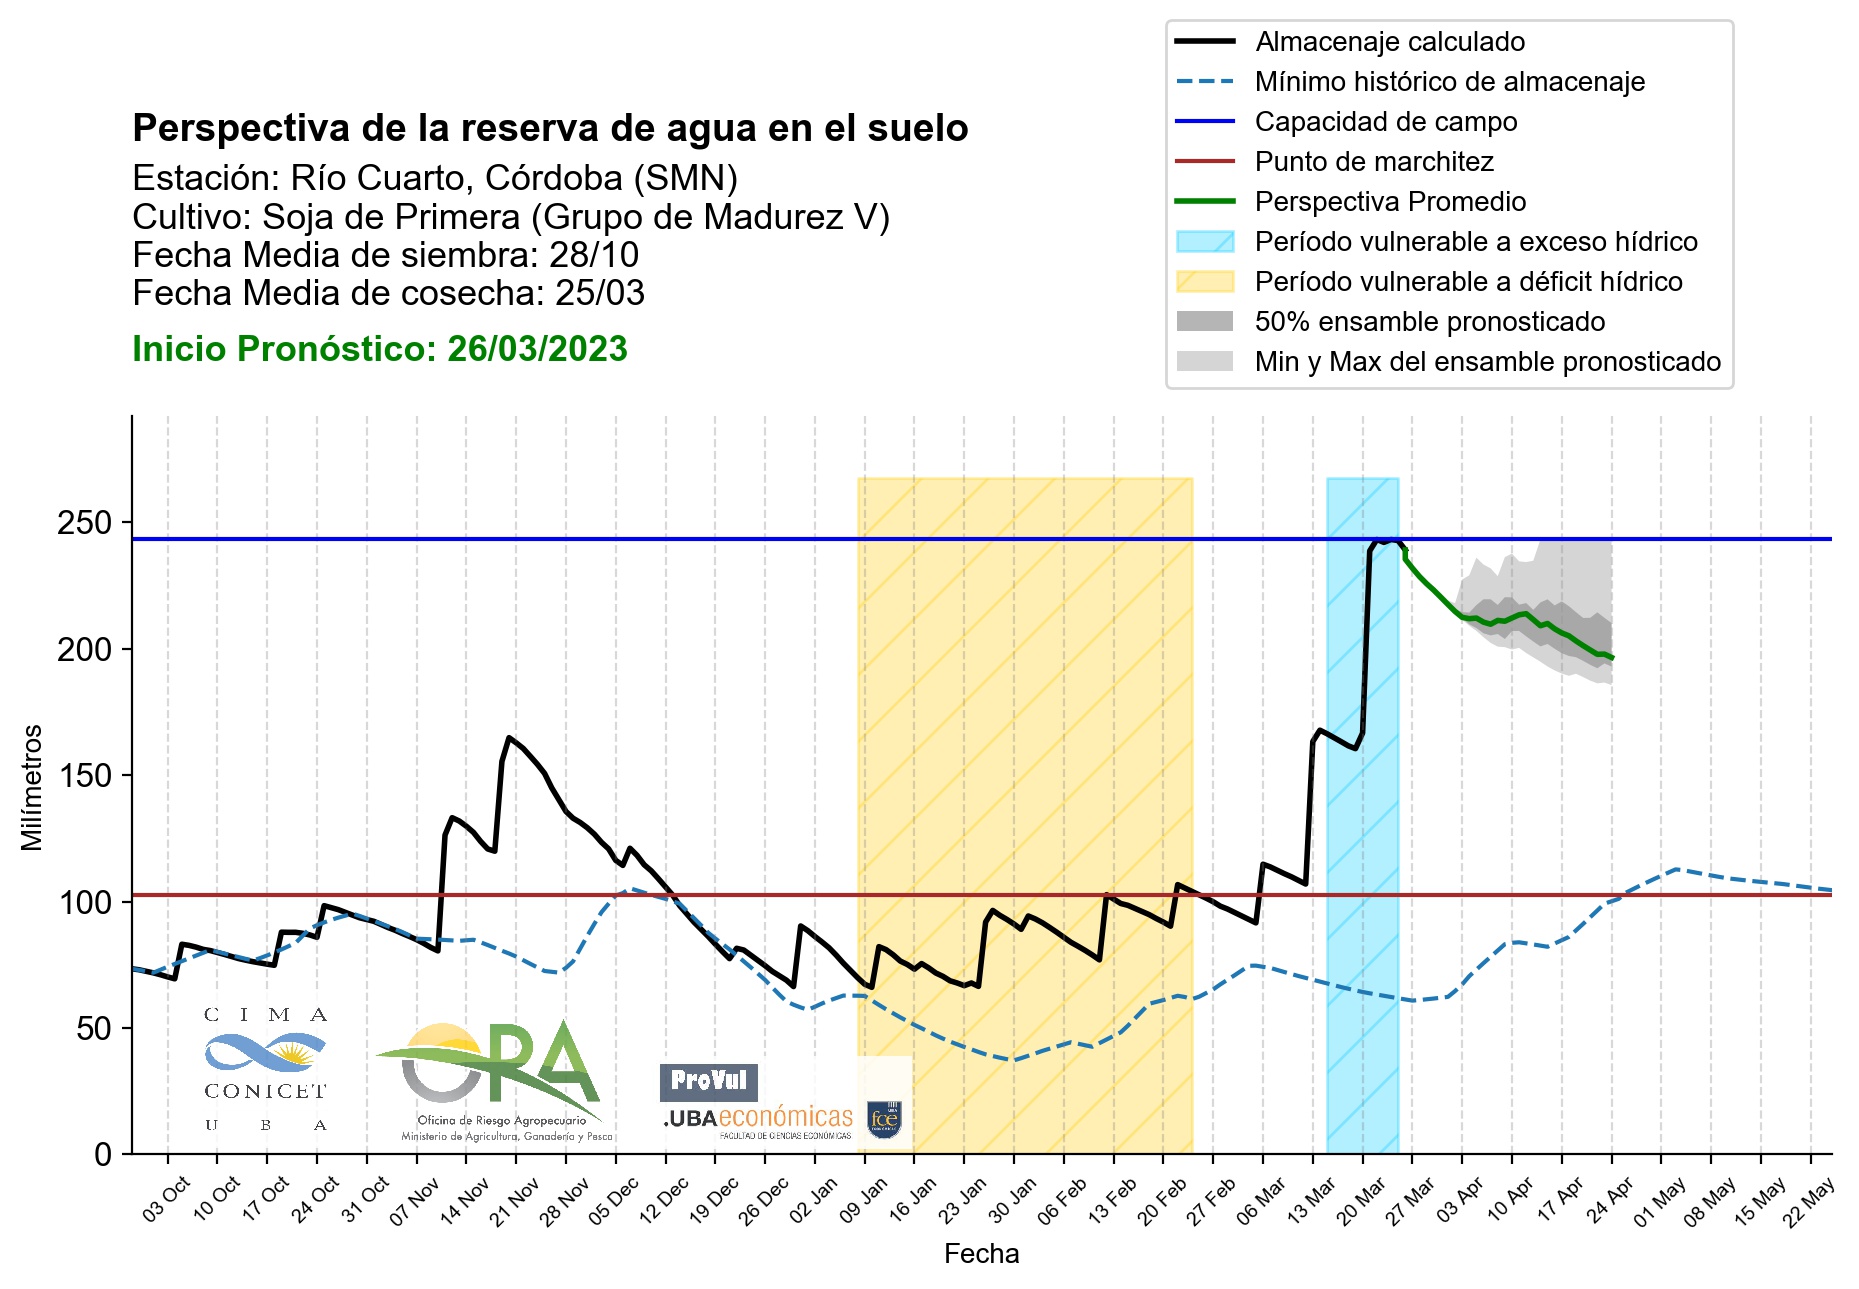 Almacenaje calculado
Mínimo histórico de almacenaje
Capacidad de campo
Punto de marchitez
Perspectiva Promedio
Período vulnerable a exceso hídrico
Período vulnerable a déficit hídrico
50% ensamble pronosticado
Min y Max del ensamble pronosticado
Perspectiva de la reserva de agua en el suelo
Estación: Río Cuarto, Córdoba (SMN)
Cultivo: Soja de Primera (Grupo de Madurez V)
Fecha Media de siembra: 28/10
Fecha Media de cosecha: 25/03
Inicio Pronóstico: 26/03/2023
Milímetros
250
200
150
100
50
0
CIMA
CONICET
UBA
ORA
Oficina de Riesgo Agropecuario
Ministerio de Agricultura, Ganadería y Pesca
ProVul
.UBAeconómicas
FACULTAD DE CIENCIAS ECONÓMICAS
fce
03 Oct
10 Oct
17 Oct
24 Oct
31 Oct
07 Nov
14 Nov
21 Nov
28 Nov
05 Dec
12 Dec
19 Dec
26 Dec
02 Jan
09 Jan
16 Jan
23 Jan
30 Jan
06 Feb
13 Feb
20 Feb
27 Feb
06 Mar
13 Mar
20 Mar
27 Mar
03 Apr
10 Apr
17 Apr
24 Apr
01 May
08 May
15 May
22 May
Fecha